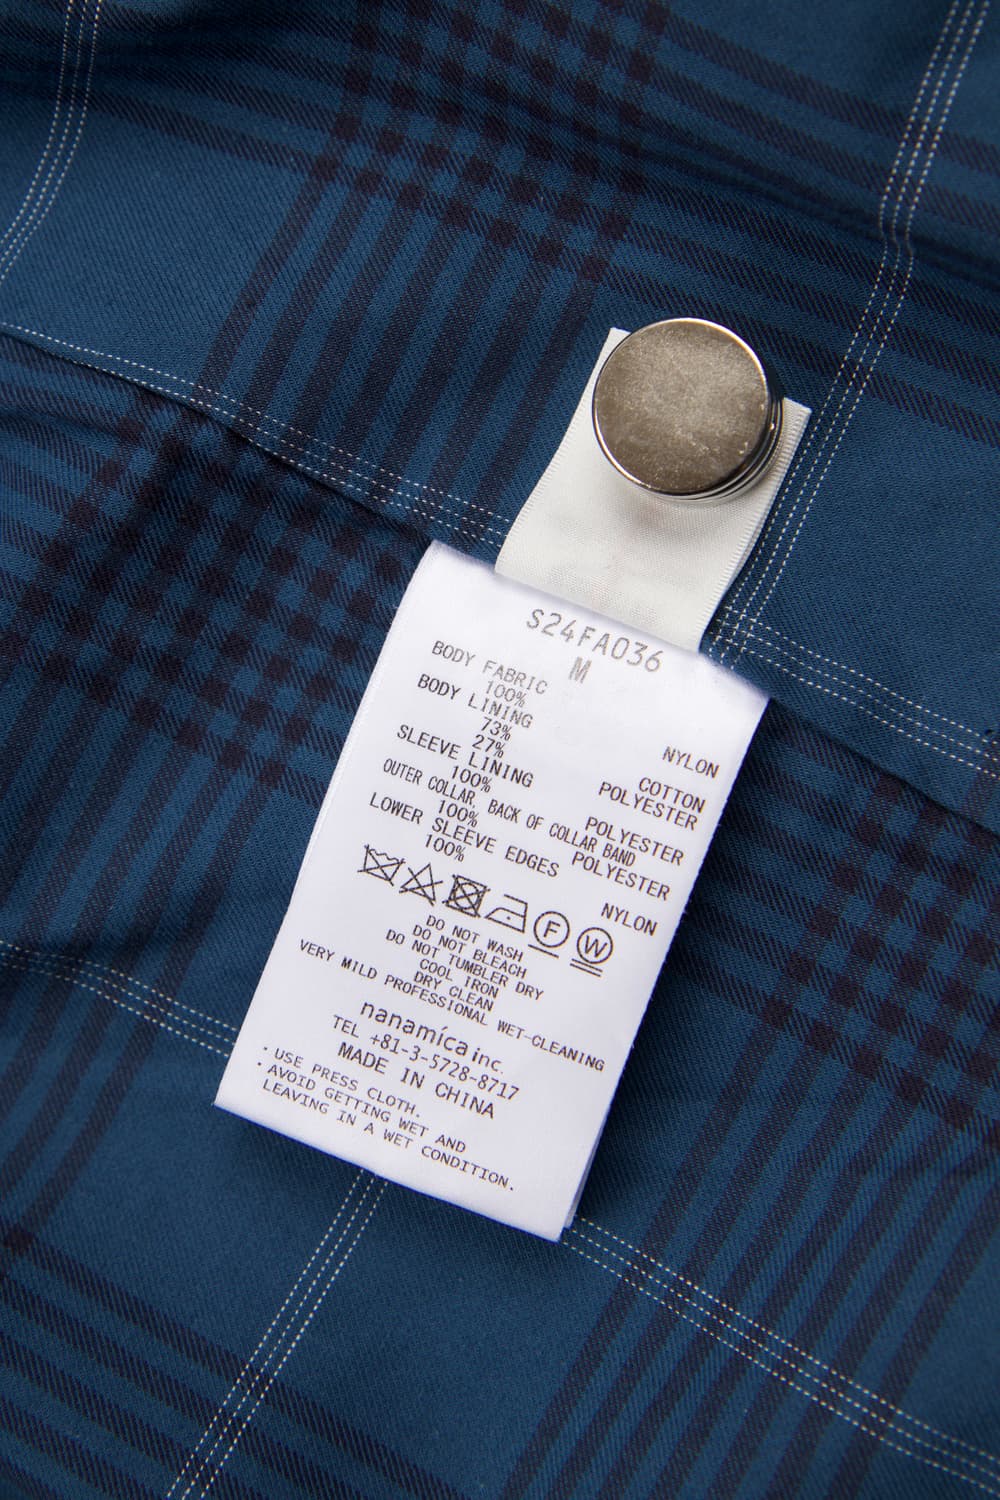 S24FA036
M
BODY FABRIC
100% NYLON
BODY LINING
73% COTTON
27% POLYESTER
SLEEVE LINING
100% POLYESTER
OUTER COLLAR, BACK OF COLLAR BAND
100% POLYESTER
LOWER SLEEVE EDGES
100% NYLON
F W
DO NOT WASH
DO NOT BLEACH
DO NOT TUMBLER DRY
COOL IRON
DRY CLEAN
VERY MILD PROFESSIONAL WET-CLEANING
nanamíca inc.
TEL +81-3-5728-8717
MADE IN CHINA
・USE PRESS CLOTH.
・AVOID GETTING WET AND
LEAVING IN A WET CONDITION.